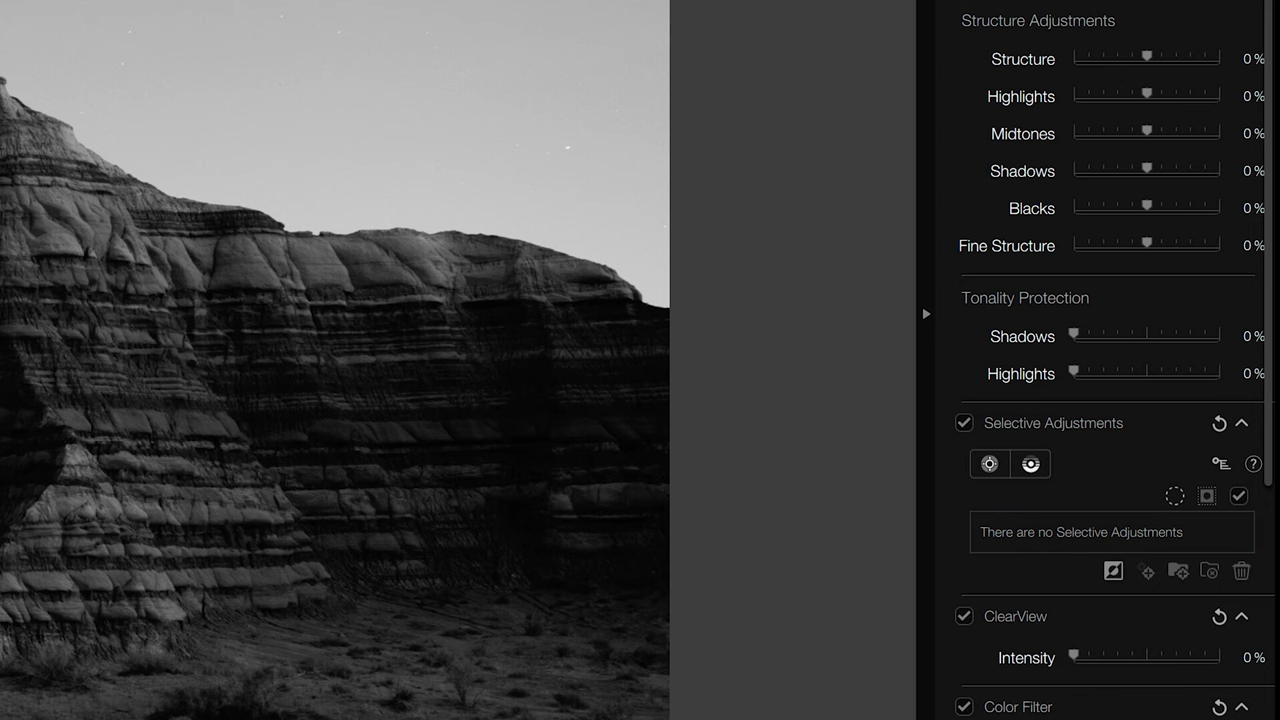 Structure Adjustments
Structure 0 %
Highlights 0 %
Midtones 0 %
Shadows 0 %
Blacks 0 %
Fine Structure 0 %
Tonality Protection
Shadows 0 %
Highlights 0 %
Selective Adjustments
?
There are no Selective Adjustments
ClearView
Intensity 0 %
Color Filter